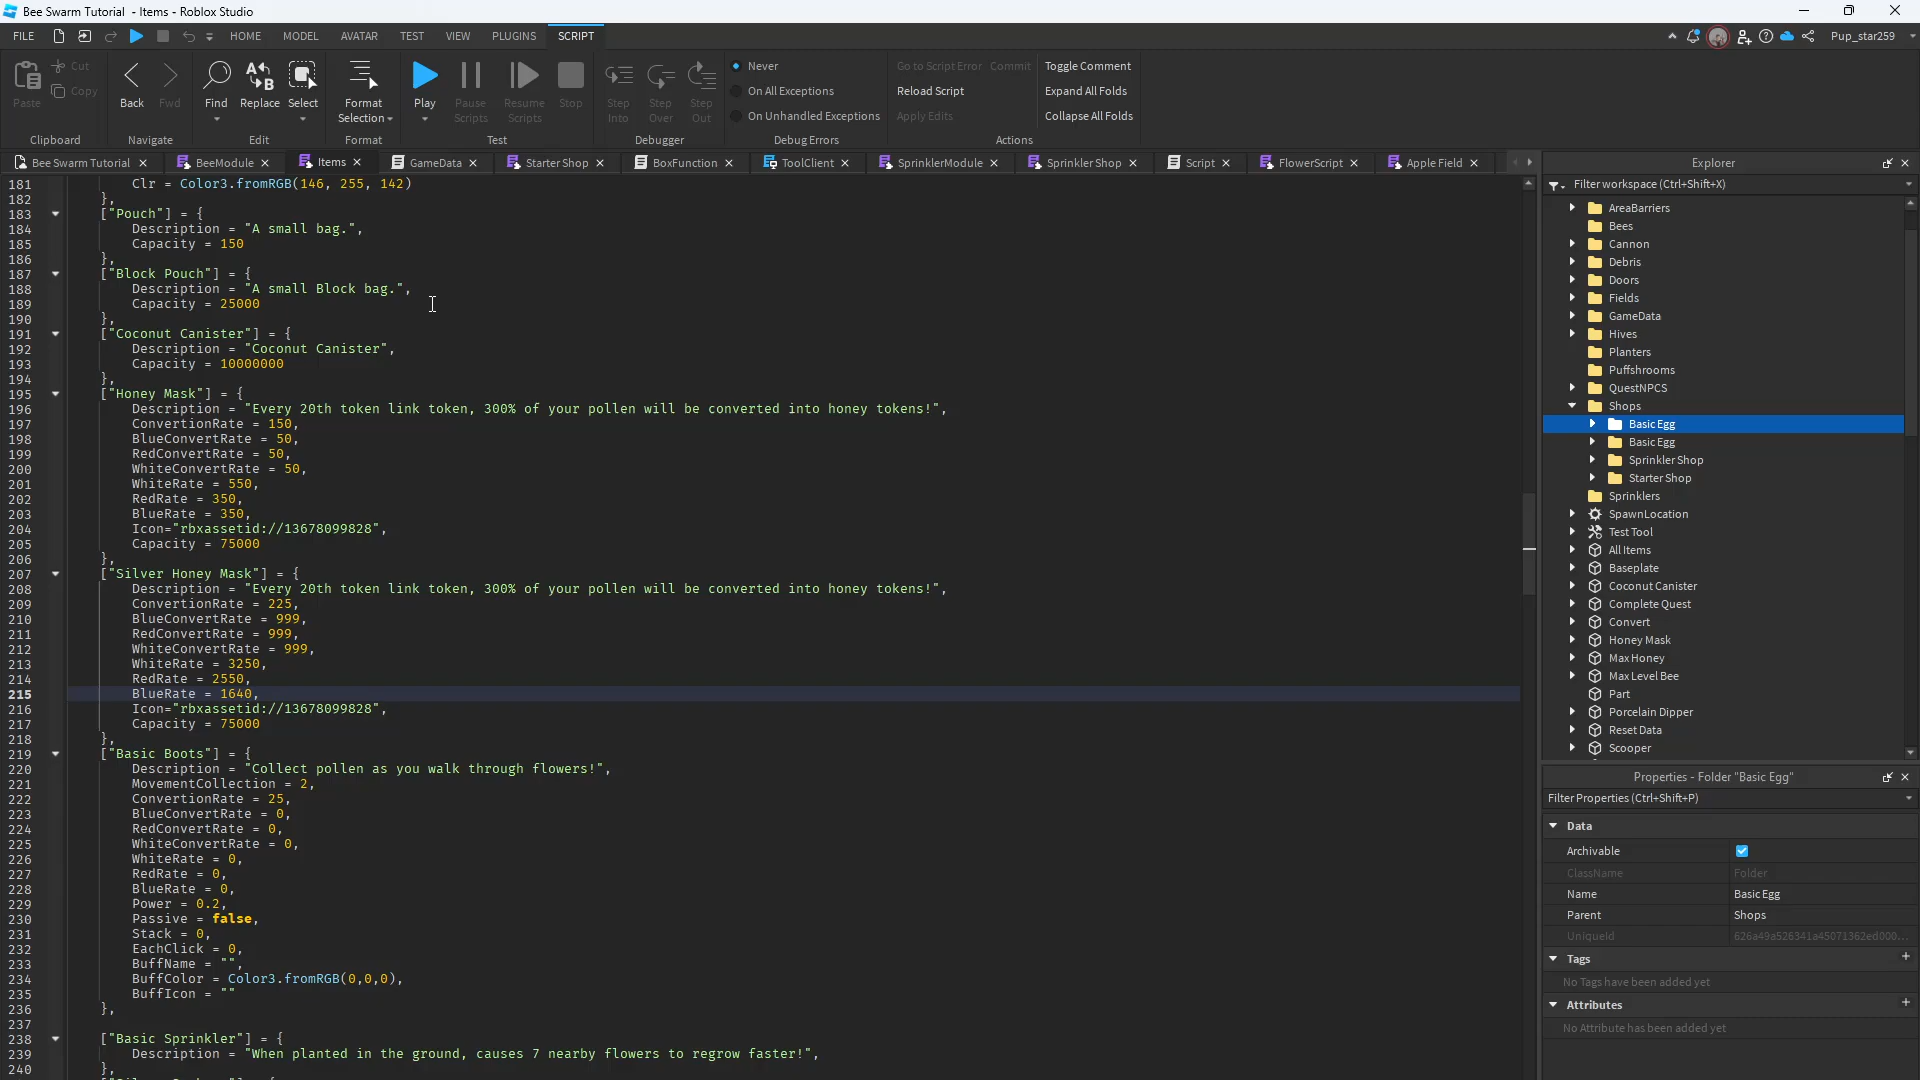 Bee Swarm Tutorial - Items - Roblox Studio
FILE HOME MODEL AVATAR TEST VIEW PLUGINS SCRIPT Pup_star259
Paste Cut Copy Back Fwd Find Replace Select Format Selection Play Pause Scripts Resume Scripts Stop Step Into Step Over Step Out
Never Go to Script Error Commit Toggle Comment
On All Exceptions Reload Script Expand All Folds
On Unhandled Exceptions Apply Edits Collapse All Folds
Clipboard Navigate Edit Format Test Debugger Debug Errors Actions
Bee Swarm Tutorial BeeModule Items GameData Starter Shop BoxFunction ToolClient SprinklerModule Sprinkler Shop Script FlowerScript Apple Field
181 Clr = Color3.fromRGB(146, 255, 142)
182 },
183 ["Pouch"] = {
184 Description = "A small bag.",
185 Capacity = 150
186 },
187 ["Block Pouch"] = {
188 Description = "A small Block bag.",
189 Capacity = 25000
190 },
191 ["Coconut Canister"] = {
192 Description = "Coconut Canister",
193 Capacity = 10000000
194 },
195 ["Honey Mask"] = {
196 Description = "Every 20th token link token, 300% of your pollen will be converted into honey tokens!",
197 ConvertionRate = 150,
198 BlueConvertRate = 50,
199 RedConvertRate = 50,
200 WhiteConvertRate = 50,
201 WhiteRate = 550,
202 RedRate = 350,
203 BlueRate = 350,
204 Icon="rbxassetid://13678099828",
205 Capacity = 75000
206 },
207 ["Silver Honey Mask"] = {
208 Description = "Every 20th token link token, 300% of your pollen will be converted into honey tokens!",
209 ConvertionRate = 225,
210 BlueConvertRate = 999,
211 RedConvertRate = 999,
212 WhiteConvertRate = 999,
213 WhiteRate = 3250,
214 RedRate = 2550,
215 BlueRate = 1640,
216 Icon="rbxassetid://13678099828",
217 Capacity = 75000
218 },
219 ["Basic Boots"] = {
220 Description = "Collect pollen as you walk through flowers!",
221 MovementCollection = 2,
222 ConvertionRate = 25,
223 BlueConvertRate = 0,
224 RedConvertRate = 0,
225 WhiteConvertRate = 0,
226 WhiteRate = 0,
227 RedRate = 0,
228 BlueRate = 0,
229 Power = 0.2,
230 Passive = false,
231 Stack = 0,
232 EachClick = 0,
233 BuffName = "",
234 BuffColor = Color3.fromRGB(0,0,0),
235 BuffIcon = ""
236 },
237
238 ["Basic Sprinkler"] = {
239 Description = "When planted in the ground, causes 7 nearby flowers to regrow faster!",
240 },
Explorer
Filter workspace (Ctrl+Shift+X)
AreaBarriers
Bees
Cannon
Debris
Doors
Fields
GameData
Hives
Planters
Puffshrooms
QuestNPCS
Shops
Basic Egg
Basic Egg
Sprinkler Shop
Starter Shop
Sprinklers
SpawnLocation
Test Tool
All Items
Baseplate
Coconut Canister
Complete Quest
Convert
Honey Mask
Max Honey
Max Level Bee
Part
Porcelain Dipper
Reset Data
Scooper
Properties - Folder "Basic Egg"
Filter Properties (Ctrl+Shift+P)
Data
Archivable
ClassName Folder
Name Basic Egg
Parent Shops
UniqueId 626a49a526341a45071362ed000...
Tags
No Tags have been added yet
Attributes
No Attribute has been added yet